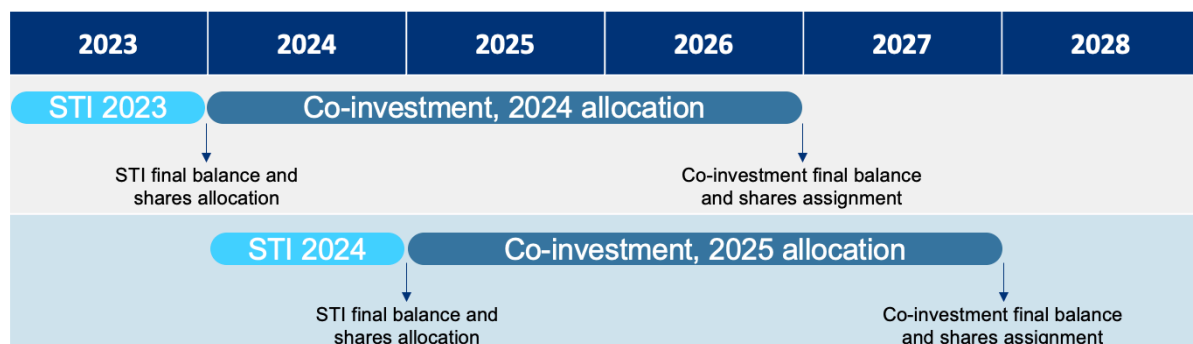 2023 2024 2025 2026 2027 2028
STI 2023 Co-investment, 2024 allocation
STI final balance and
shares allocation
Co-investment final balance
and shares assignment
STI 2024 Co-investment, 2025 allocation
STI final balance and
shares allocation
Co-investment final balance
and shares assignment